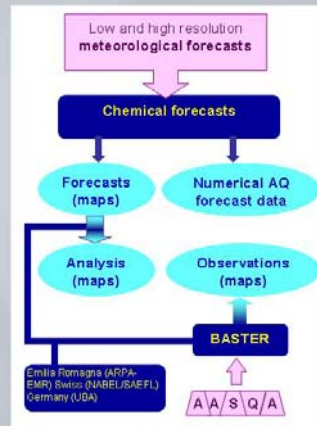 Low and high resolution
meteorological forecasts
Chemical forecasts
Forecasts
(maps)
Numerical AQ
forecast data
Analysis
(maps)
Observations
(maps)
BASTER
Emilia Romagna (ARPA-
EMR) Swiss (NABEL/SAEFL)
Germany (UBA)
A A S Q A